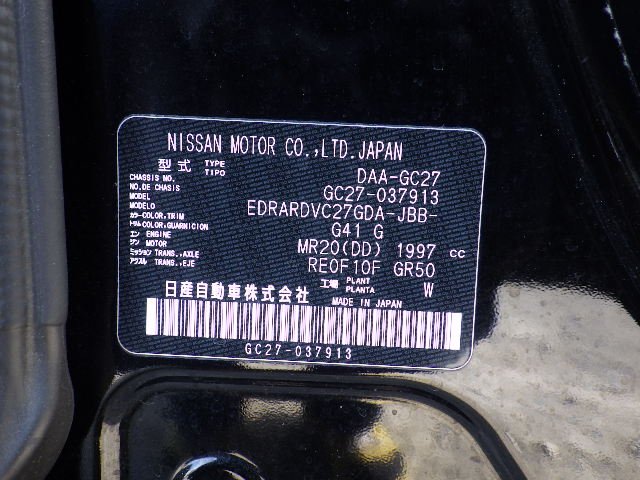 NISSAN MOTOR CO.,LTD.JAPAN
型式 TYPE TIPO DAA-GC27
CHASSIS NO. NO.DE CHASIS GC27-037913
MODEL MODELO EDRARDVC27GDA-JBB-
カラー COLOR,TRIM トリム COLOR,GUARNICION G41 G
エンジン ENGINE MOTOR MR20(DD) 1997 cc
ミッション TRANS.,AXLE アクスル TRANS.,EJE RE0F10F GR50
工場 PLANT PLANTA W
日産自動車株式会社 MADE IN JAPAN
GC27-037913